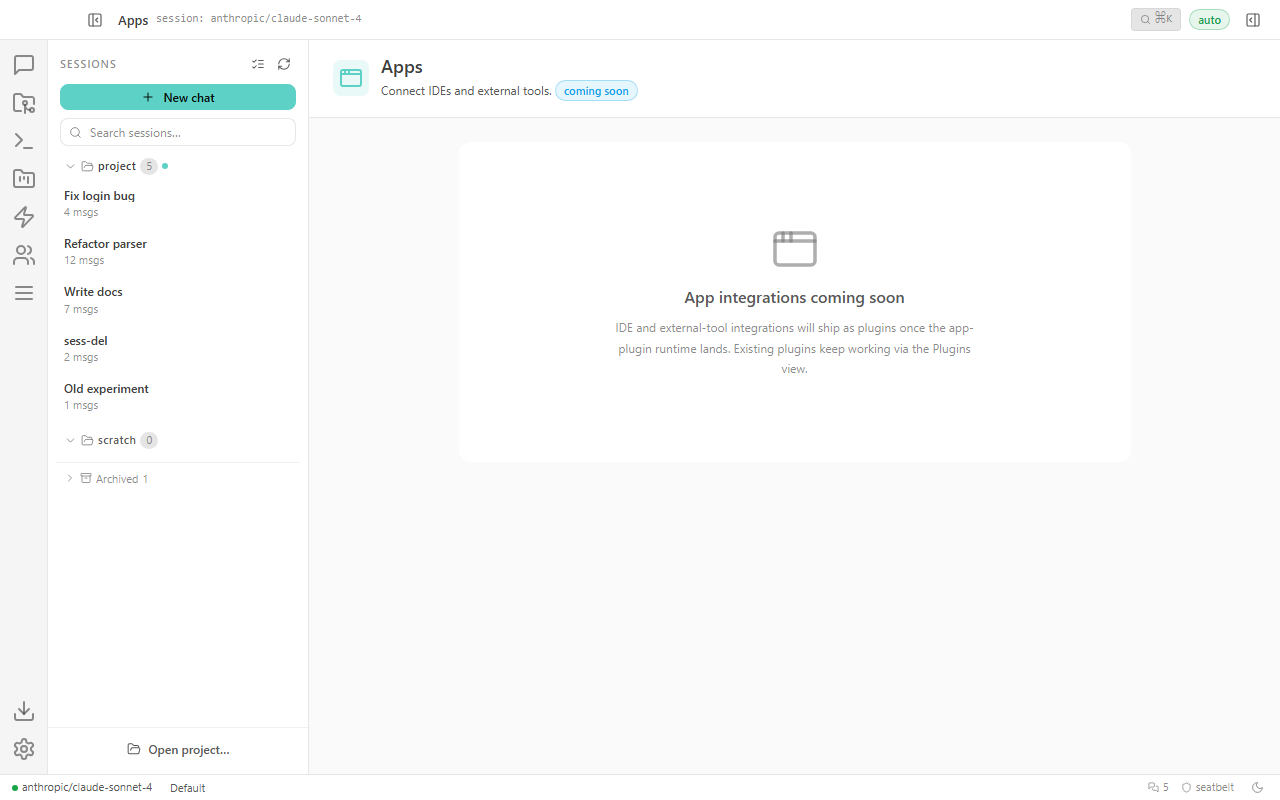 Apps session: anthropic/claude-sonnet-4
⌘K
auto
SESSIONS
New chat
Search sessions...
project 5
Fix login bug
4 msgs
Refactor parser
12 msgs
Write docs
7 msgs
sess-del
2 msgs
Old experiment
1 msgs
scratch 0
Archived 1
Open project...
Apps
Connect IDEs and external tools. coming soon
App integrations coming soon
IDE and external-tool integrations will ship as plugins once the app-
plugin runtime lands. Existing plugins keep working via the Plugins
view.
anthropic/claude-sonnet-4 Default
5 seatbelt